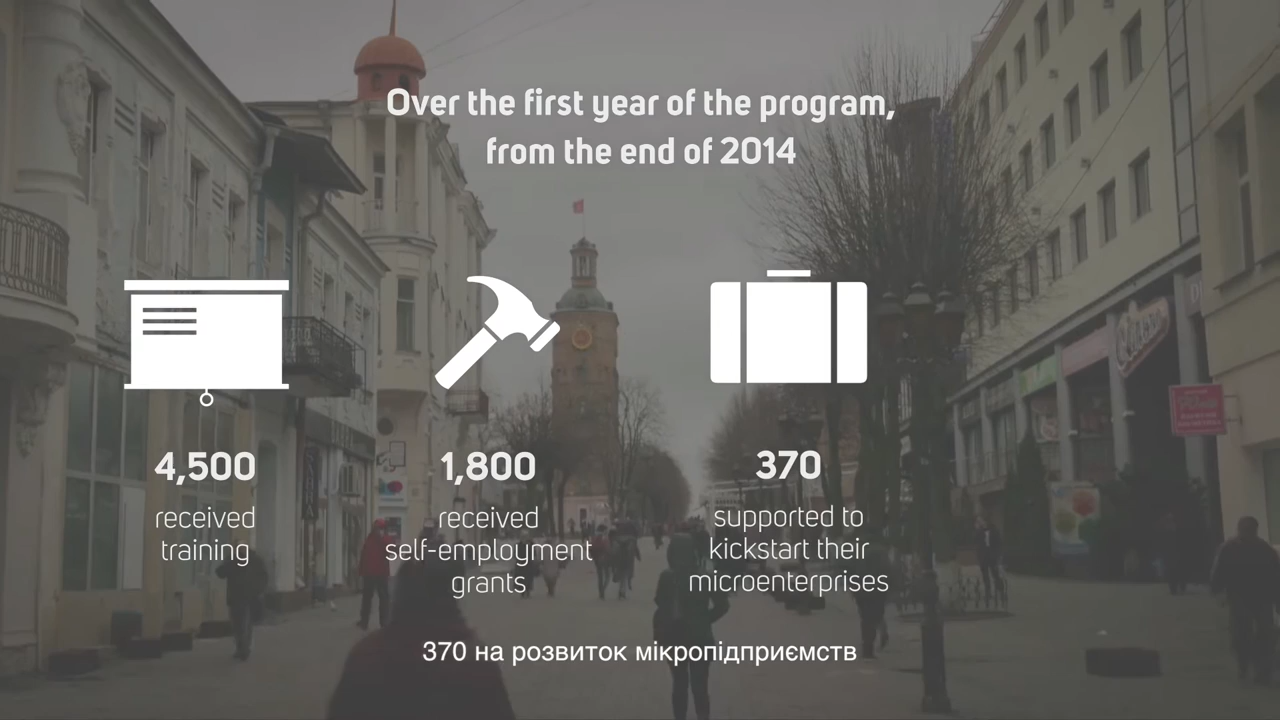 Over the first year of the program,
from the end of 2014
4,500
received
training
1,800
received
self-employment
grants
370
supported to
kickstart their
microenterprises
370 на розвиток мікропідприємств